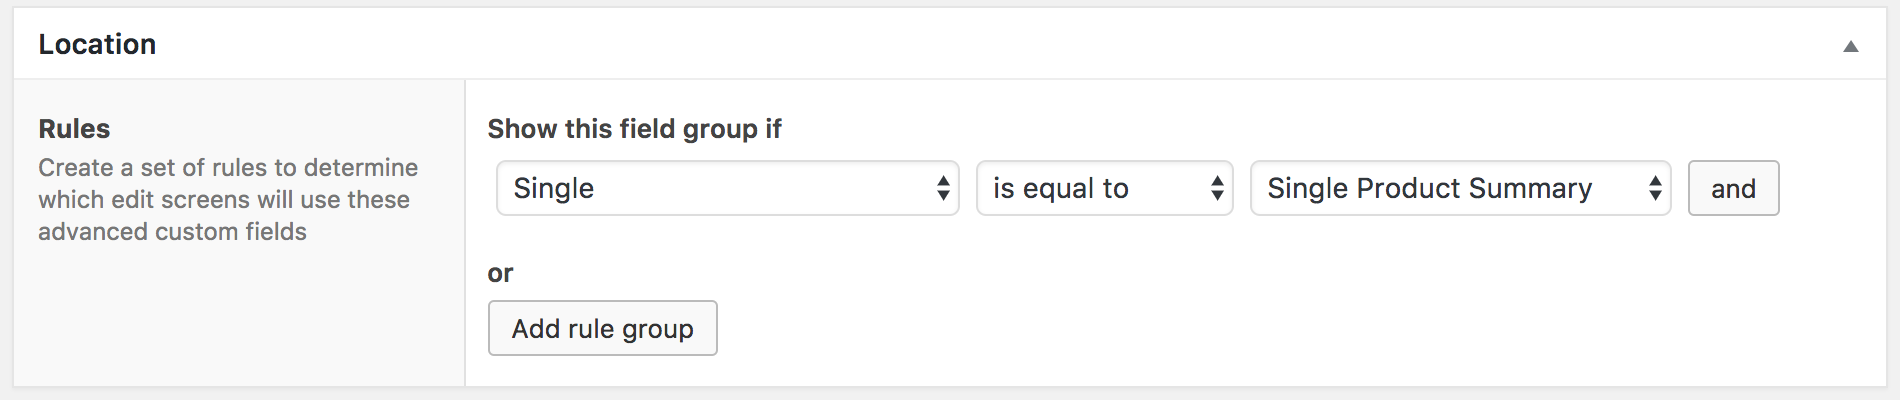 Location
Rules
Create a set of rules to determine
which edit screens will use these
advanced custom fields
Show this field group if
Single is equal to Single Product Summary and
or
Add rule group